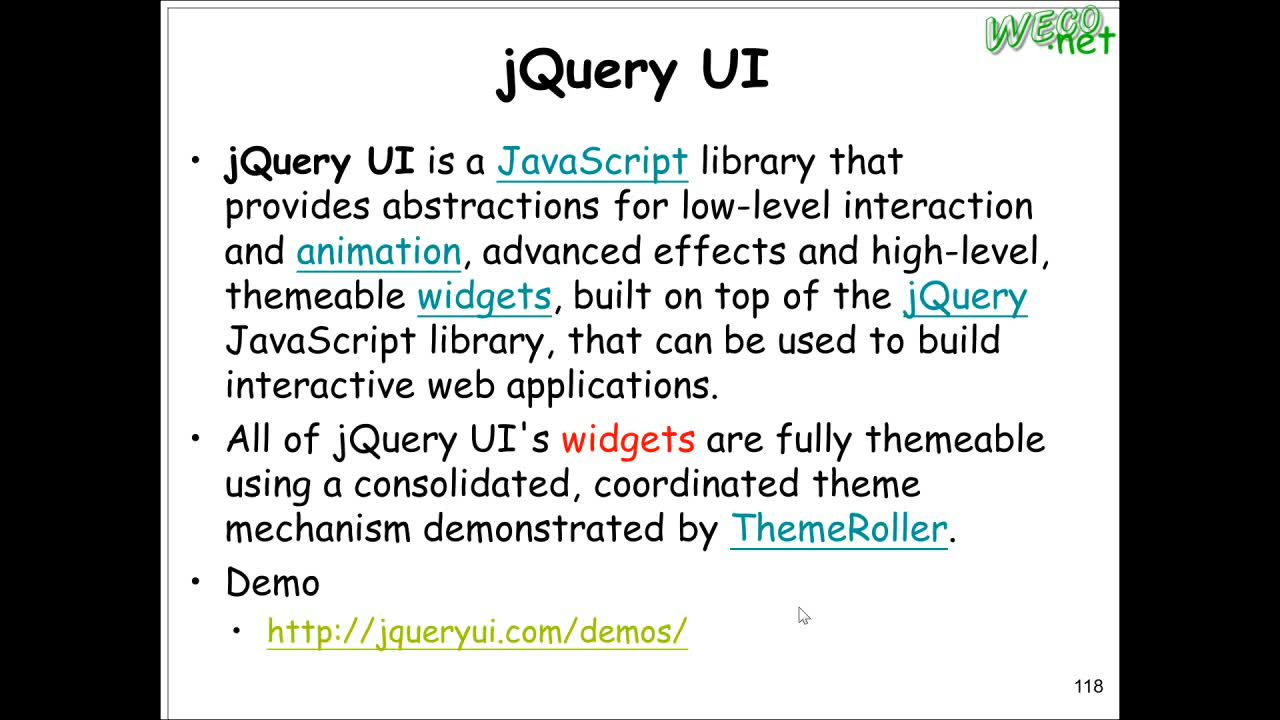 WECO
.net
jQuery UI
• jQuery UI is a JavaScript library that
provides abstractions for low-level interaction
and animation, advanced effects and high-level,
themeable widgets, built on top of the jQuery
JavaScript library, that can be used to build
interactive web applications.
• All of jQuery UI's widgets are fully themeable
using a consolidated, coordinated theme
mechanism demonstrated by ThemeRoller.
• Demo
• http://jqueryui.com/demos/
118